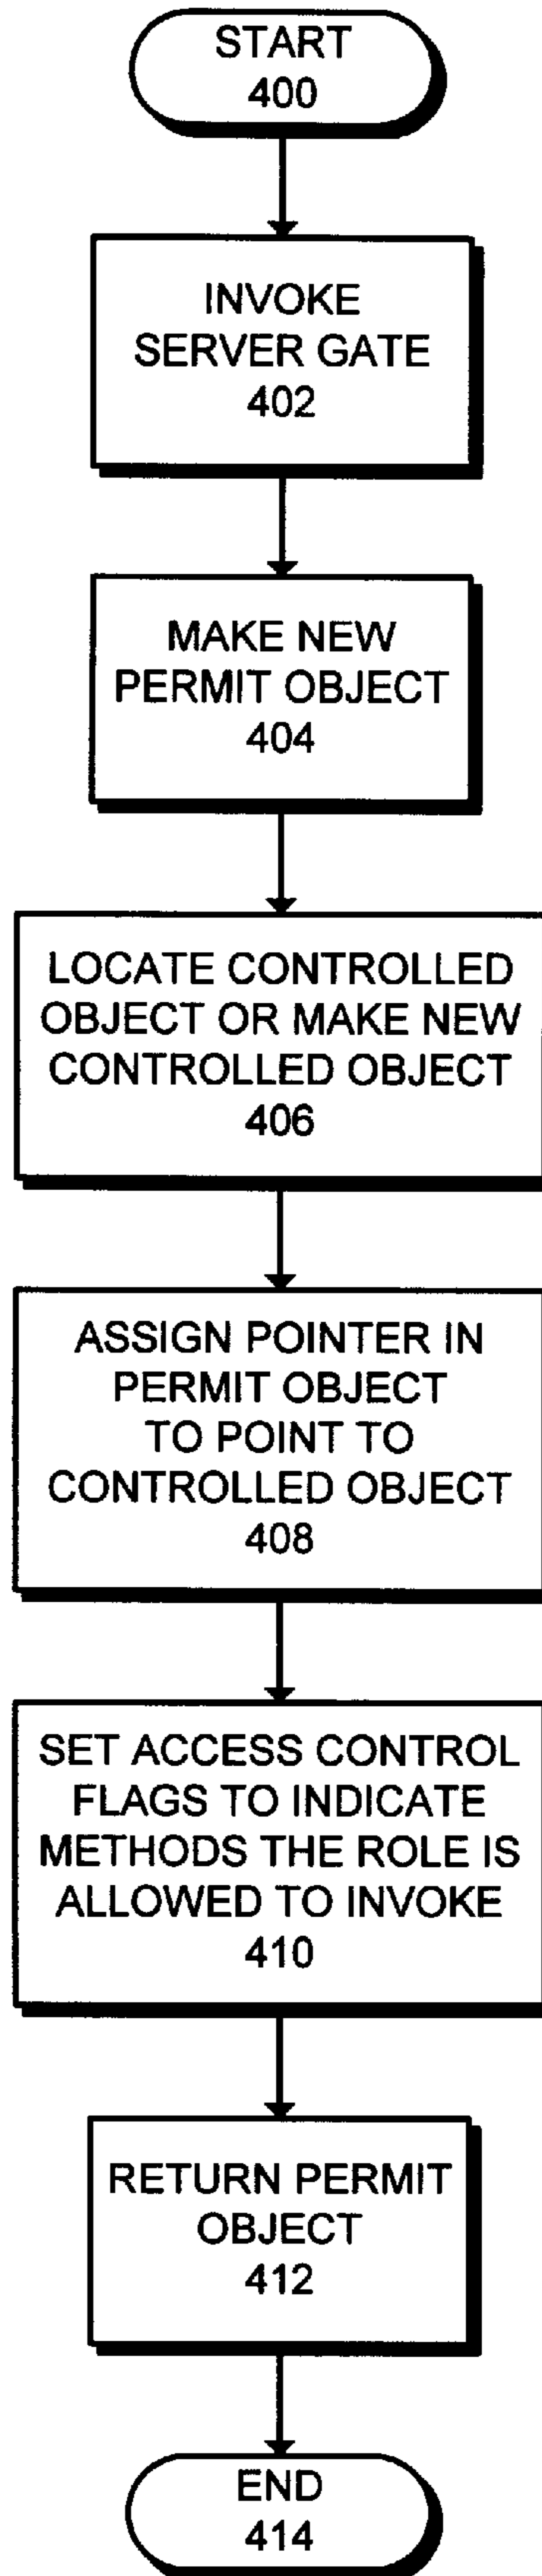 START
400
INVOKE
SERVER GATE
402
MAKE NEW
PERMIT OBJECT
404
LOCATE CONTROLLED
OBJECT OR MAKE NEW
CONTROLLED OBJECT
406
ASSIGN POINTER IN
PERMIT OBJECT
TO POINT TO
CONTROLLED OBJECT
408
SET ACCESS CONTROL
FLAGS TO INDICATE
METHODS THE ROLE IS
ALLOWED TO INVOKE
410
RETURN PERMIT
OBJECT
412
END
414